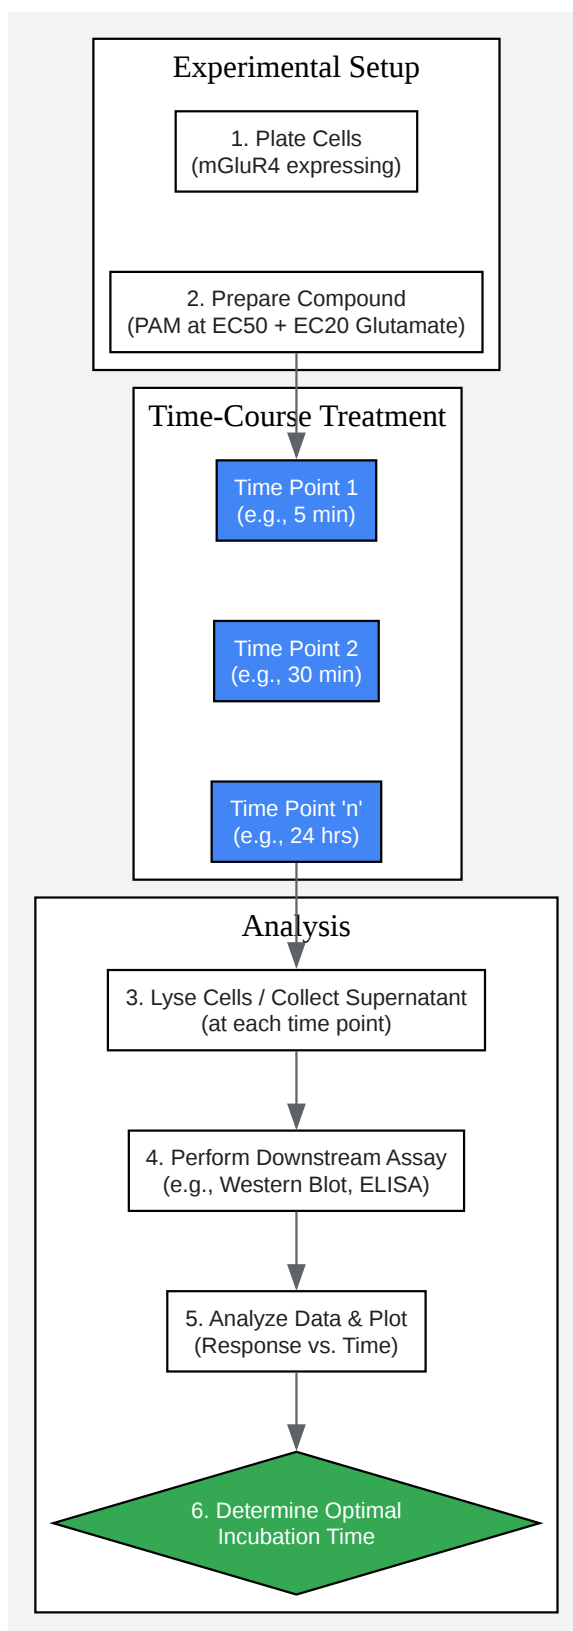 Experimental Setup
1. Plate Cells
(mGluR4 expressing)
2. Prepare Compound
(PAM at EC50 + EC20 Glutamate)
Time-Course Treatment
Time Point 1
(e.g., 5 min)
Time Point 2
(e.g., 30 min)
Time Point 'n'
(e.g., 24 hrs)
Analysis
3. Lyse Cells / Collect Supernatant
(at each time point)
4. Perform Downstream Assay
(e.g., Western Blot, ELISA)
5. Analyze Data & Plot
(Response vs. Time)
6. Determine Optimal
Incubation Time